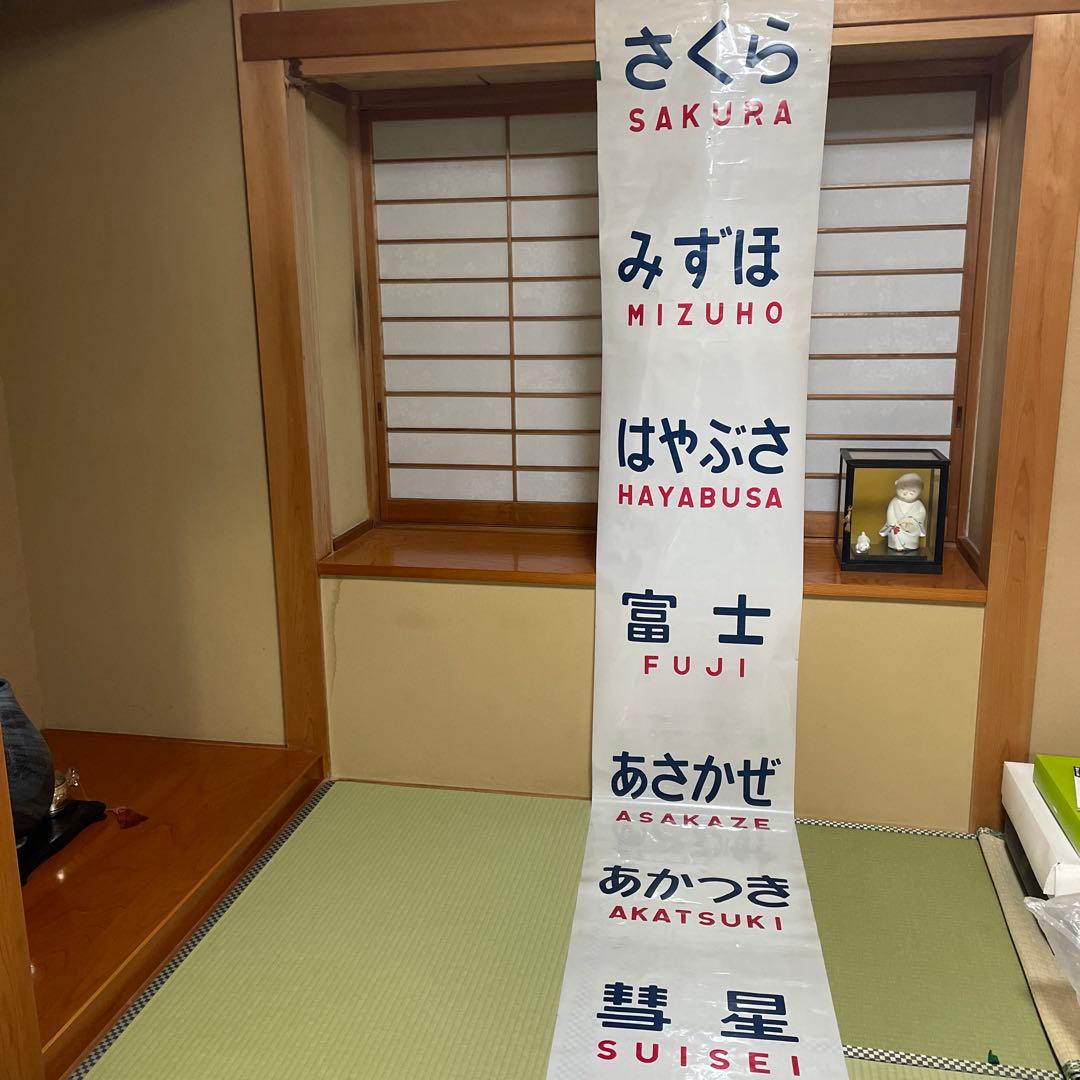 さくら
SAKURA
みずほ
MIZUHO
はやぶさ
HAYABUSA
富士
FUJI
あさかぜ
ASAKAZE
あかつき
AKATSUKI
彗星
SUISEI